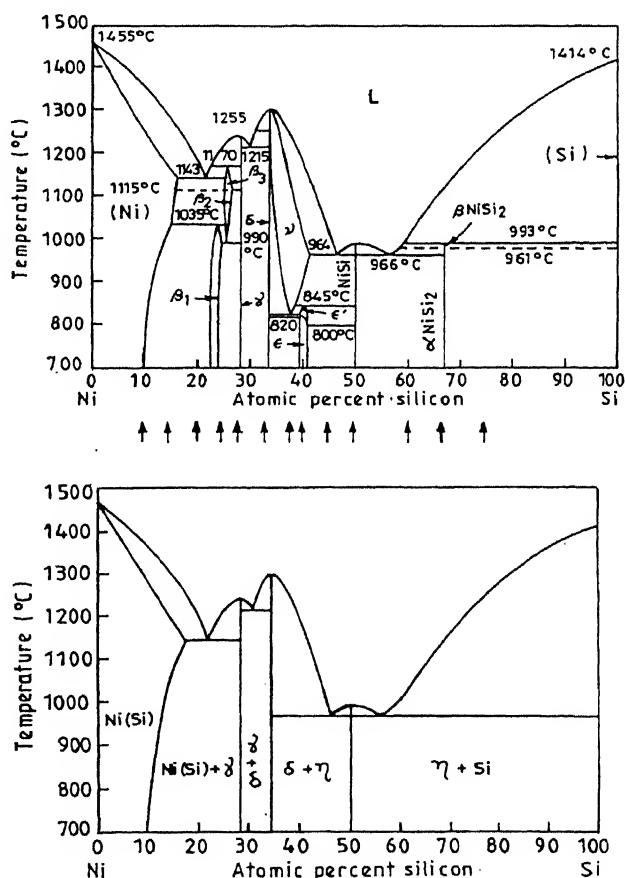 1500
1400
1300
1200
1100
1000
900
800
700
Temperature (°C)
1455°C
1414°C
L
1255
1143
11 70
1215
β3
1115°C
(Ni)
β2
1035°C
δ
990
°C
ν
964
NiSi
966°C
(Si)
βNiSi2
993°C
961°C
β1
γ
845°C
ϵ'
820
ϵ
800°C
αNiSi2
0 10 20 30 40 50 60 70 80 90 100
Ni Atomic percent·silicon Si
1500
1400
1300
1200
1100
1000
900
800
700
Temperature (°C)
Ni(Si)
Ni(Si)+γ
δ+γ
δ+η
η+Si
0 10 20 30 40 50 60 70 80 90 100
Ni Atomic percent silicon Si